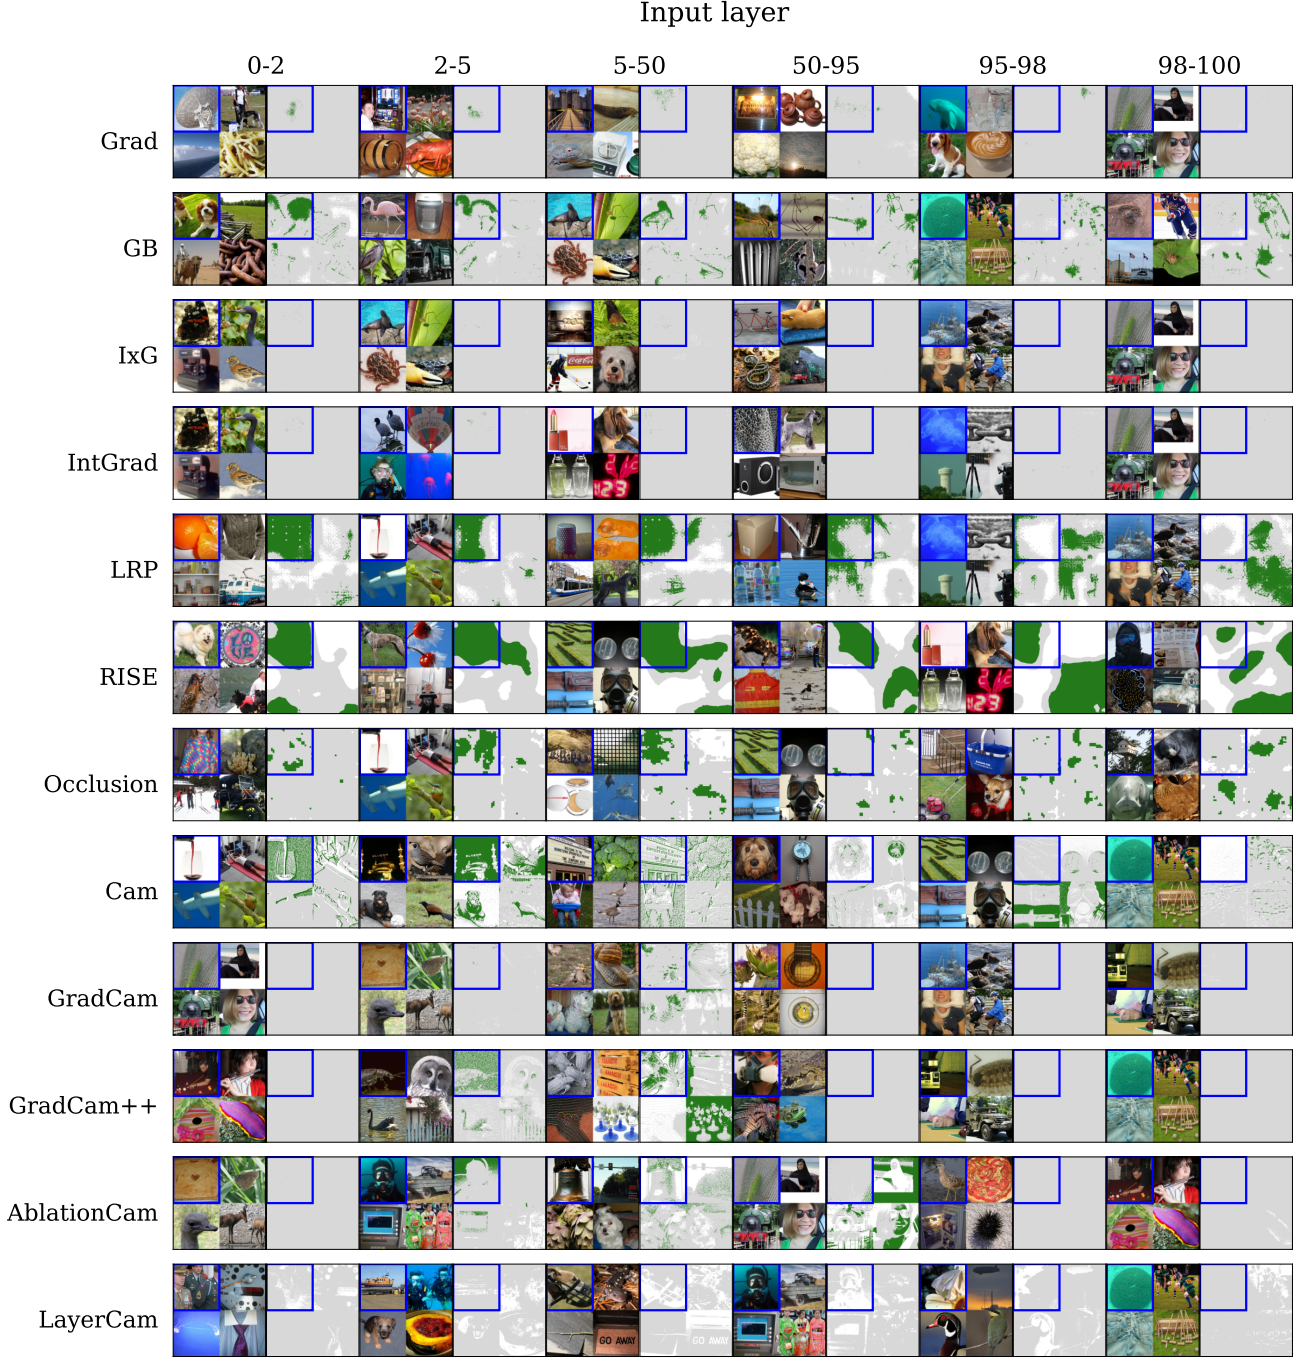 Input layer
0-2 2-5 5-50 50-95 95-98 98-100
Grad
GB
IxG
IntGrad
LRP
RISE
Occlusion
Cam
GradCam
GradCam++
AblationCam
LayerCam
GO AWAY
GO AWAY